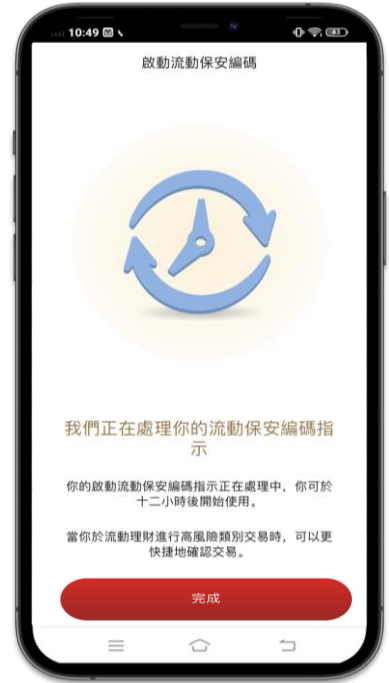 10:49
43
啟動流動保安編碼
我們正在處理你的流動保安編碼指
示
你的啟動流動保安編碼指示正在處理中，你可於
十二小時後開始使用。
當你於流動理財進行高風險類別交易時，可以更
快捷地確認交易。
完成